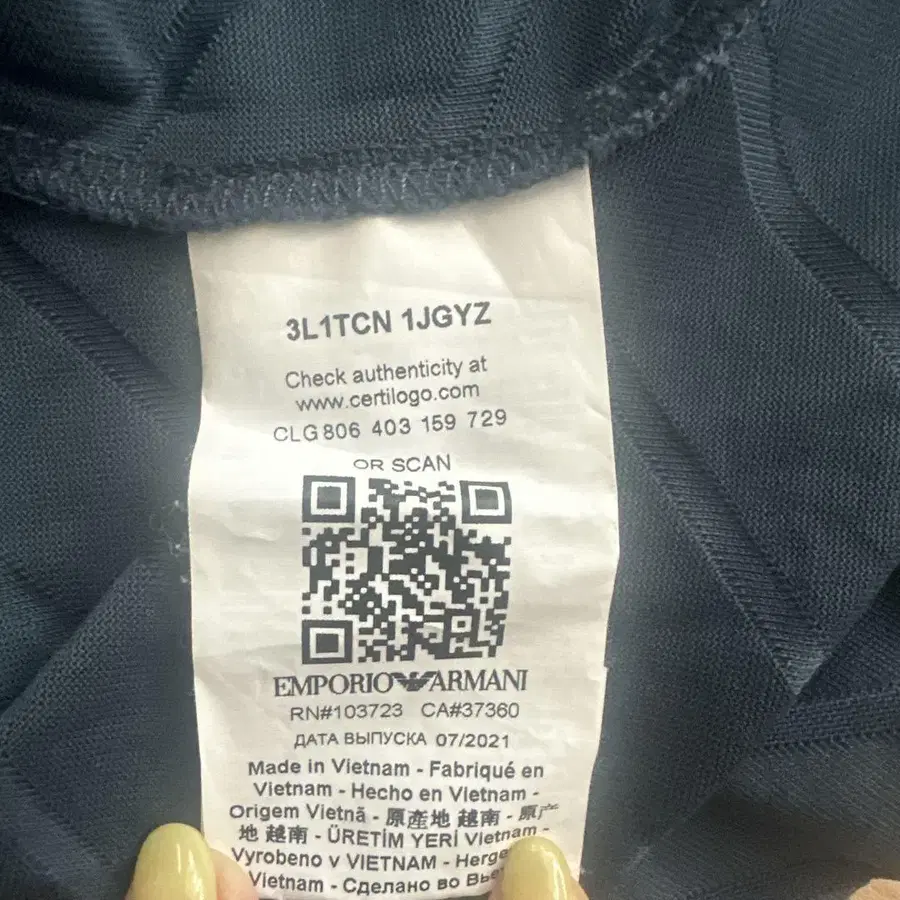 3L1TCN 1JGYZ
Check authenticity at
www.certilogo.com
CLG 806 403 159 729
OR SCAN
EMPORIO ARMANI
RN#103723 CA#37360
ДАТА ВЫПУСКА 07/2021
Made in Vietnam - Fabriqué en
Vietnam - Hecho en Vietnam -
Origem Vietnã - 原產地 越南 - 原
地 越南 - ÜRETİM YERİ Vietnam -
Vyrobeno v VIETNAM -
Vietnam - Сделано во